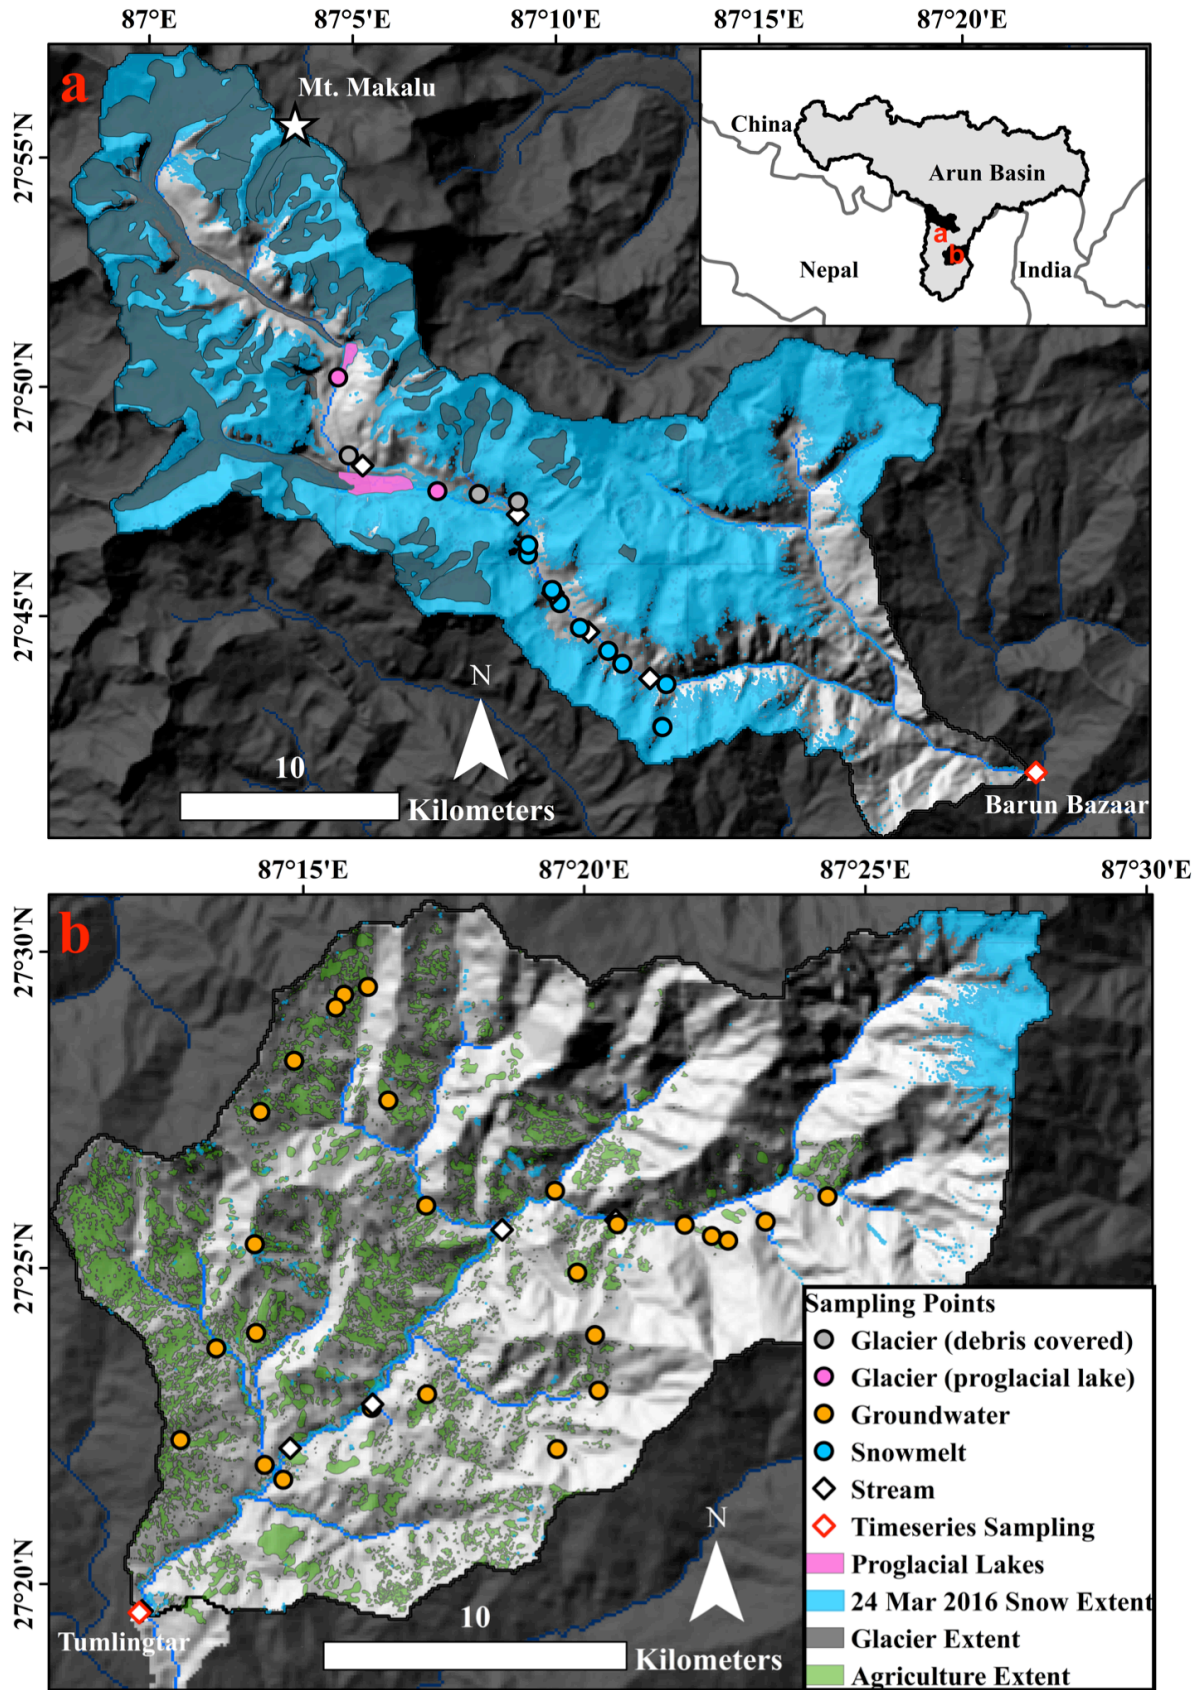 87°E 87°5'E 87°10'E 87°15'E 87°20'E
a
Mt. Makalu
China
Arun Basin
a
b
Nepal
India
27°55'N
27°50'N
27°45'N
N
10
Kilometers
Barun Bazaar
87°15'E 87°20'E 87°25'E 87°30'E
b
27°30'N
27°25'N
27°20'N
Tumlingtar
10
Kilometers
N
Sampling Points
Glacier (debris covered)
Glacier (proglacial lake)
Groundwater
Snowmelt
Stream
Timeseries Sampling
Proglacial Lakes
24 Mar 2016 Snow Extent
Glacier Extent
Agriculture Extent